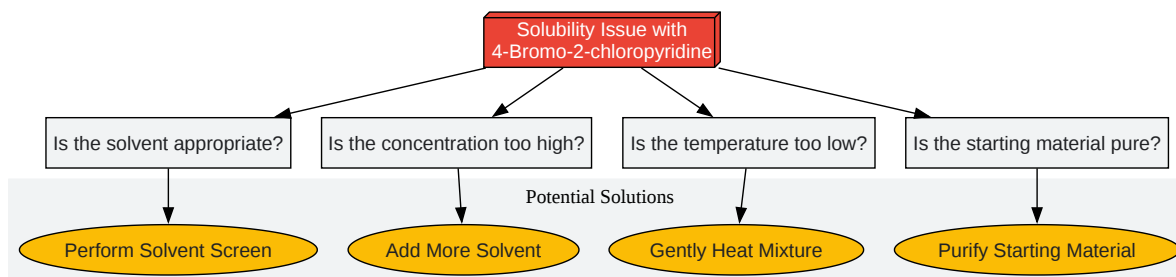 Solubility Issue with
4-Bromo-2-chloropyridine
Is the solvent appropriate?
Is the concentration too high?
Is the temperature too low?
Is the starting material pure?
Potential Solutions
Perform Solvent Screen
Add More Solvent
Gently Heat Mixture
Purify Starting Material